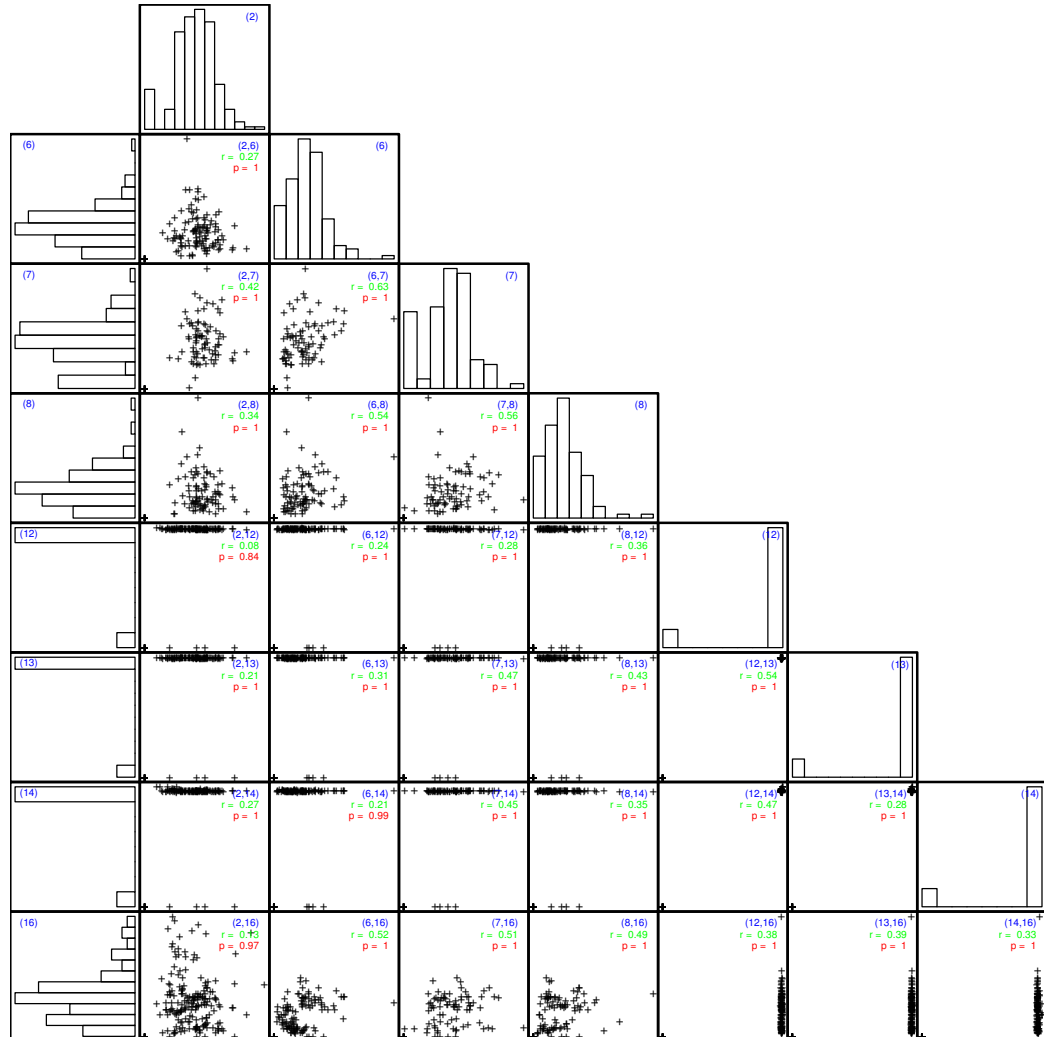 (2)
(6)
(2,6)
r = 0.27
p = 1
(6)
(7)
(2,7)
r = 0.42
p = 1
(6,7)
r = 0.63
p = 1
(7)
(8)
(2,8)
r = 0.34
p = 1
(6,8)
r = 0.54
p = 1
(7,8)
r = 0.56
p = 1
(8)
(12)
(2,12)
r = 0.08
p = 0.84
(6,12)
r = 0.24
p = 1
(7,12)
r = 0.28
p = 1
(8,12)
r = 0.36
p = 1
(12)
(13)
(2,13)
r = 0.21
p = 1
(6,13)
r = 0.31
p = 1
(7,13)
r = 0.47
p = 1
(8,13)
r = 0.43
p = 1
(12,13)
r = 0.54
p = 1
(13)
(14)
(2,14)
r = 0.27
p = 1
(6,14)
r = 0.21
p = 0.99
(7,14)
r = 0.45
p = 1
(8,14)
r = 0.35
p = 1
(12,14)
r = 0.47
p = 1
(13,14)
r = 0.28
p = 1
(14)
(16)
(2,16)
r =
p = 0.97
(6,16)
r = 0.52
p = 1
(7,16)
r = 0.51
p = 1
(8,16)
r = 0.49
p = 1
(12,16)
r = 0.38
p = 1
(13,16)
r = 0.39
p = 1
(14,16)
r = 0.33
p = 1